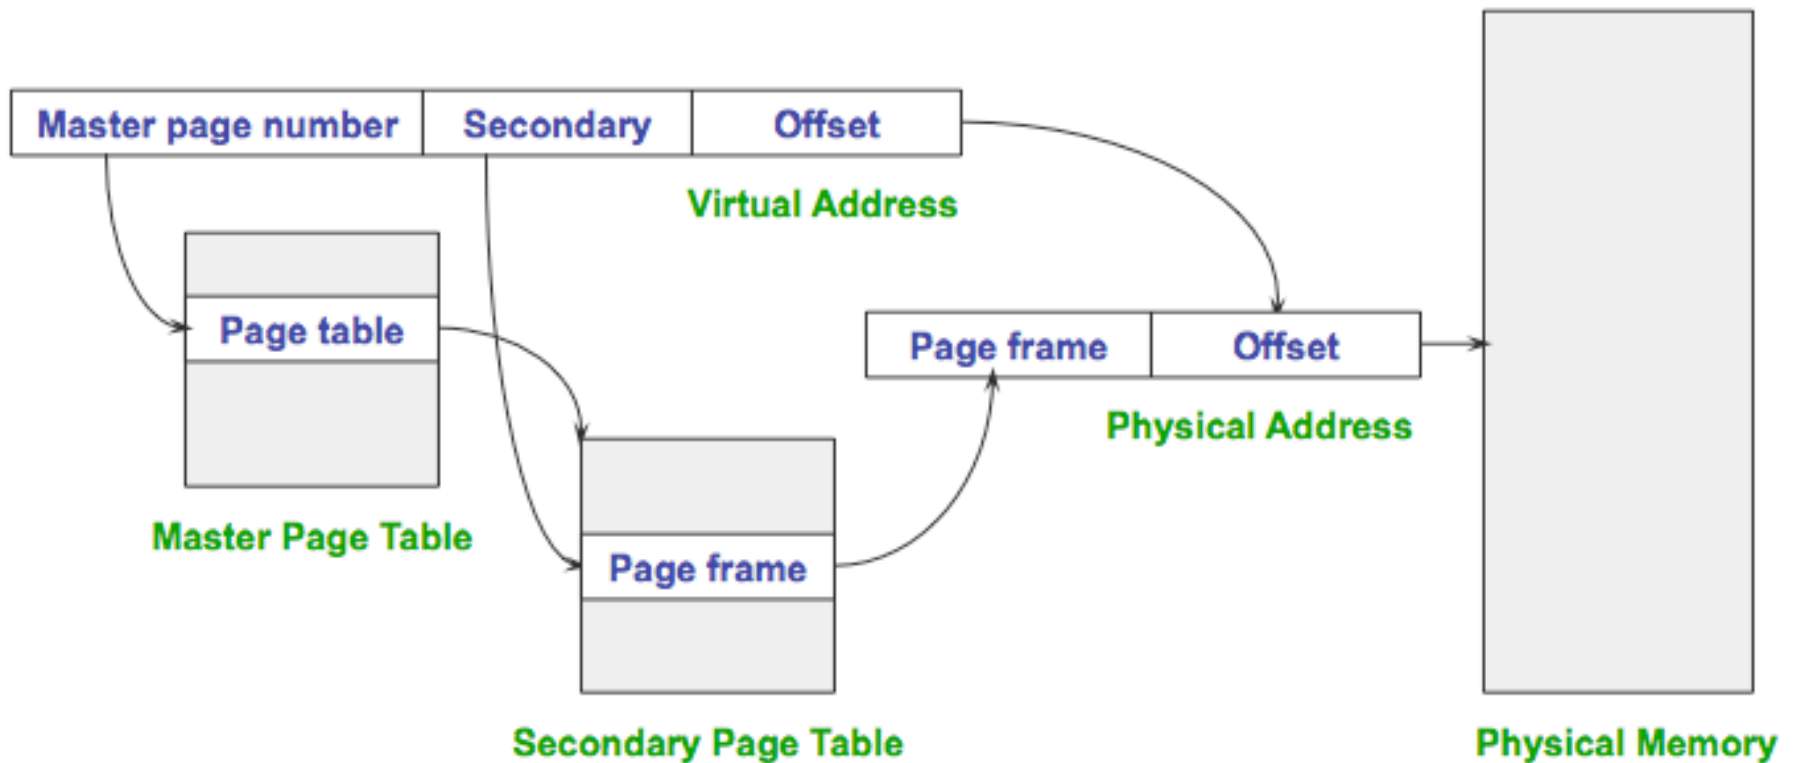 Master page number
Secondary
Offset
Virtual Address
Page table
Page frame
Offset
Physical Address
Master Page Table
Page frame
Secondary Page Table
Physical Memory